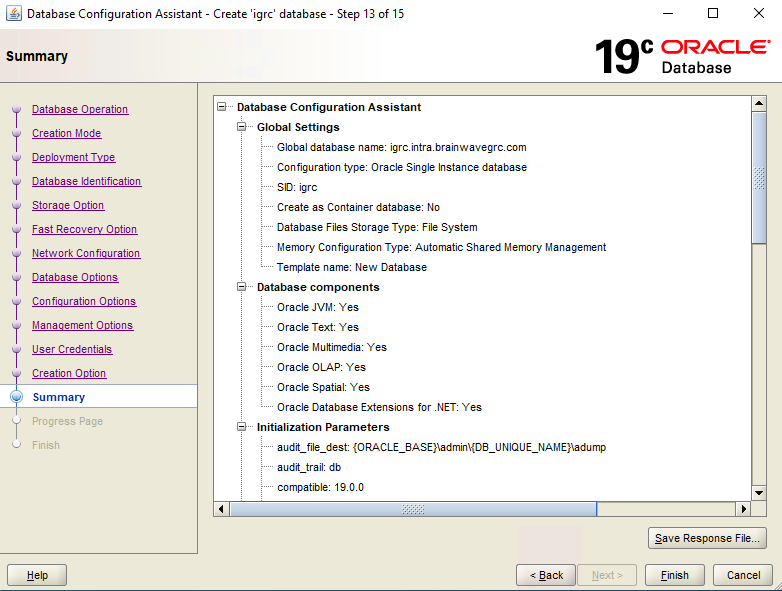 Database Configuration Assistant - Create 'igrc' database - Step 13 of 15
Summary
19c ORACLE®
Database
Database Operation
Creation Mode
Deployment Type
Database Identification
Storage Option
Fast Recovery Option
Network Configuration
Database Options
Configuration Options
Management Options
User Credentials
Creation Option
Summary
Progress Page
Finish
Database Configuration Assistant
Global Settings
Global database name: igrc.intra.brainwavegrc.com
Configuration type: Oracle Single Instance database
SID: igrc
Create as Container database: No
Database Files Storage Type: File System
Memory Configuration Type: Automatic Shared Memory Management
Template name: New Database
Database components
Oracle JVM: Yes
Oracle Text: Yes
Oracle Multimedia: Yes
Oracle OLAP: Yes
Oracle Spatial: Yes
Oracle Database Extensions for .NET: Yes
Initialization Parameters
audit_file_dest: {ORACLE_BASE}\admin\{DB_UNIQUE_NAME}\adump
audit_trail: db
compatible: 19.0.0
Save Response File...
Help
< Back
Next >
Finish
Cancel